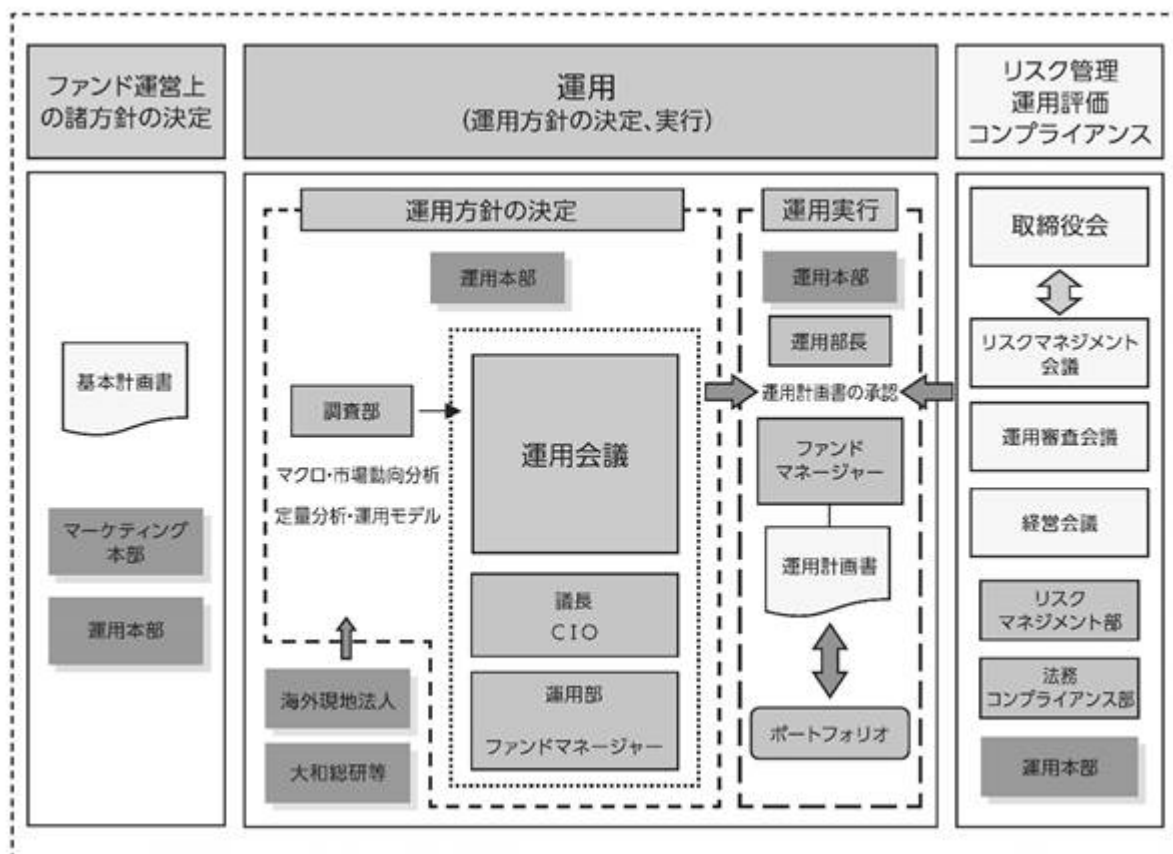 ファンド運営上
の諸方針の決定
運用
(運用方針の決定、実行)
リスク管理
運用評価
コンプライアンス
基本計画書
マーケティング
本部
運用本部
運用方針の決定
運用本部
調査部
マクロ・市場動向分析
定量分析・運用モデル
運用会議
議長
CIO
運用部
ファンドマネージャー
海外現地法人
大和総研等
運用実行
運用本部
運用部長
運用計画書の承認
ファンド
マネージャー
運用計画書
ポートフォリオ
取締役会
リスクマネジメント
会議
運用審査会議
経営会議
リスク
マネジメント部
法務
コンプライアンス部
運用本部